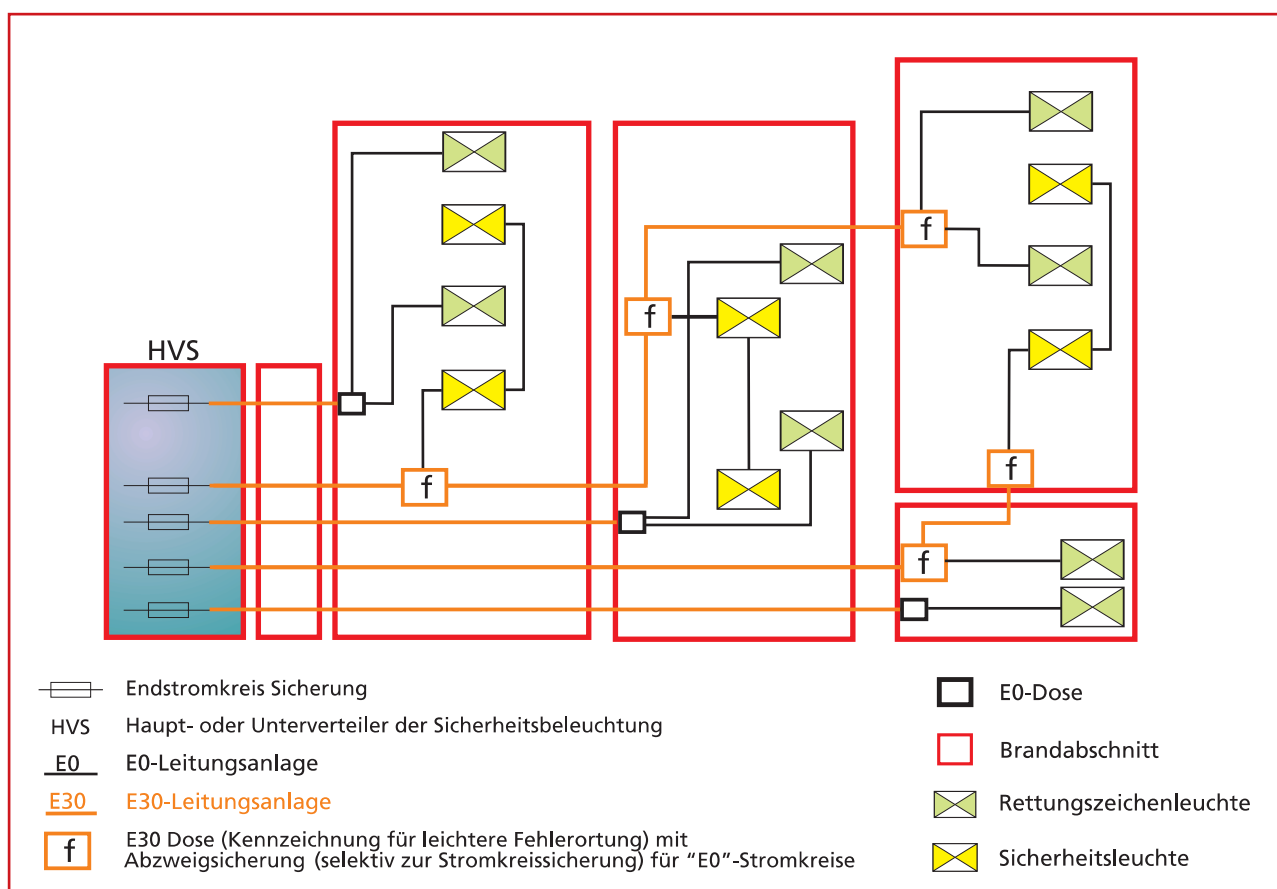 HVS
f
f
f
f
f
Endstromkreis Sicherung
HVS Haupt- oder Unterverteiler der Sicherheitsbeleuchtung
E0 E0-Leitungsanlage
E30 E30-Leitungsanlage
f E30 Dose (Kennzeichnung für leichtere Fehlerortung) mit
Abzweigsicherung (selektiv zur Stromkreissicherung) für "E0"-Stromkreise
E0-Dose
Brandabschnitt
Rettungszeichenleuchte
Sicherheitsleuchte